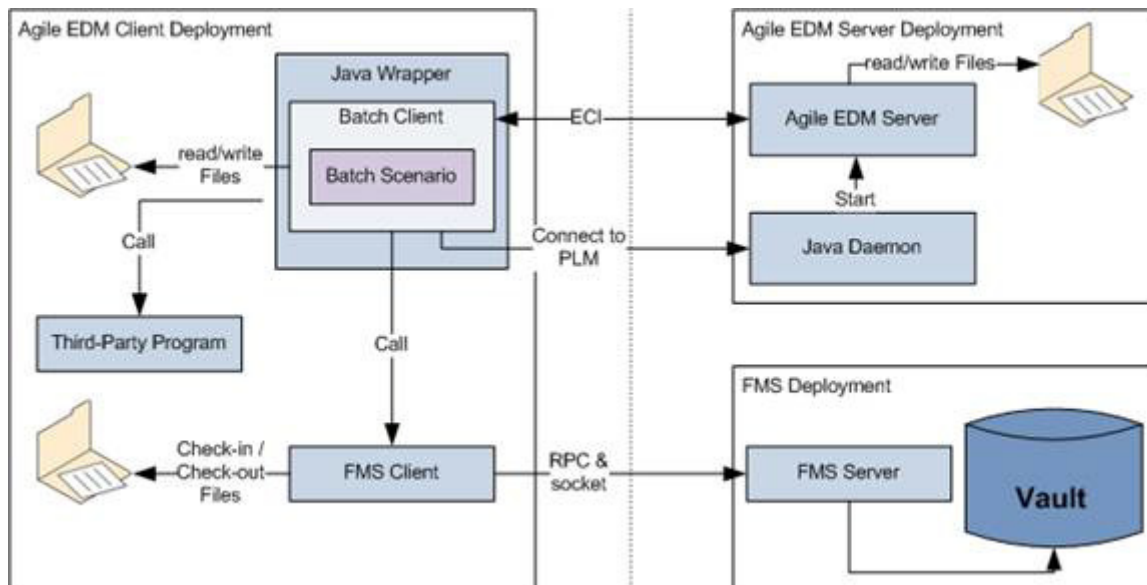 Agile EDM Client Deployment
Java Wrapper
Batch Client
Batch Scenario
read/write
Files
Call
Third-Party Program
Call
Check-in /
Check-out
Files
FMS Client
ECI
Connect to
PLM
RPC &
socket
Agile EDM Server Deployment
read/write Files
Agile EDM Server
Start
Java Daemon
FMS Deployment
FMS Server
Vault